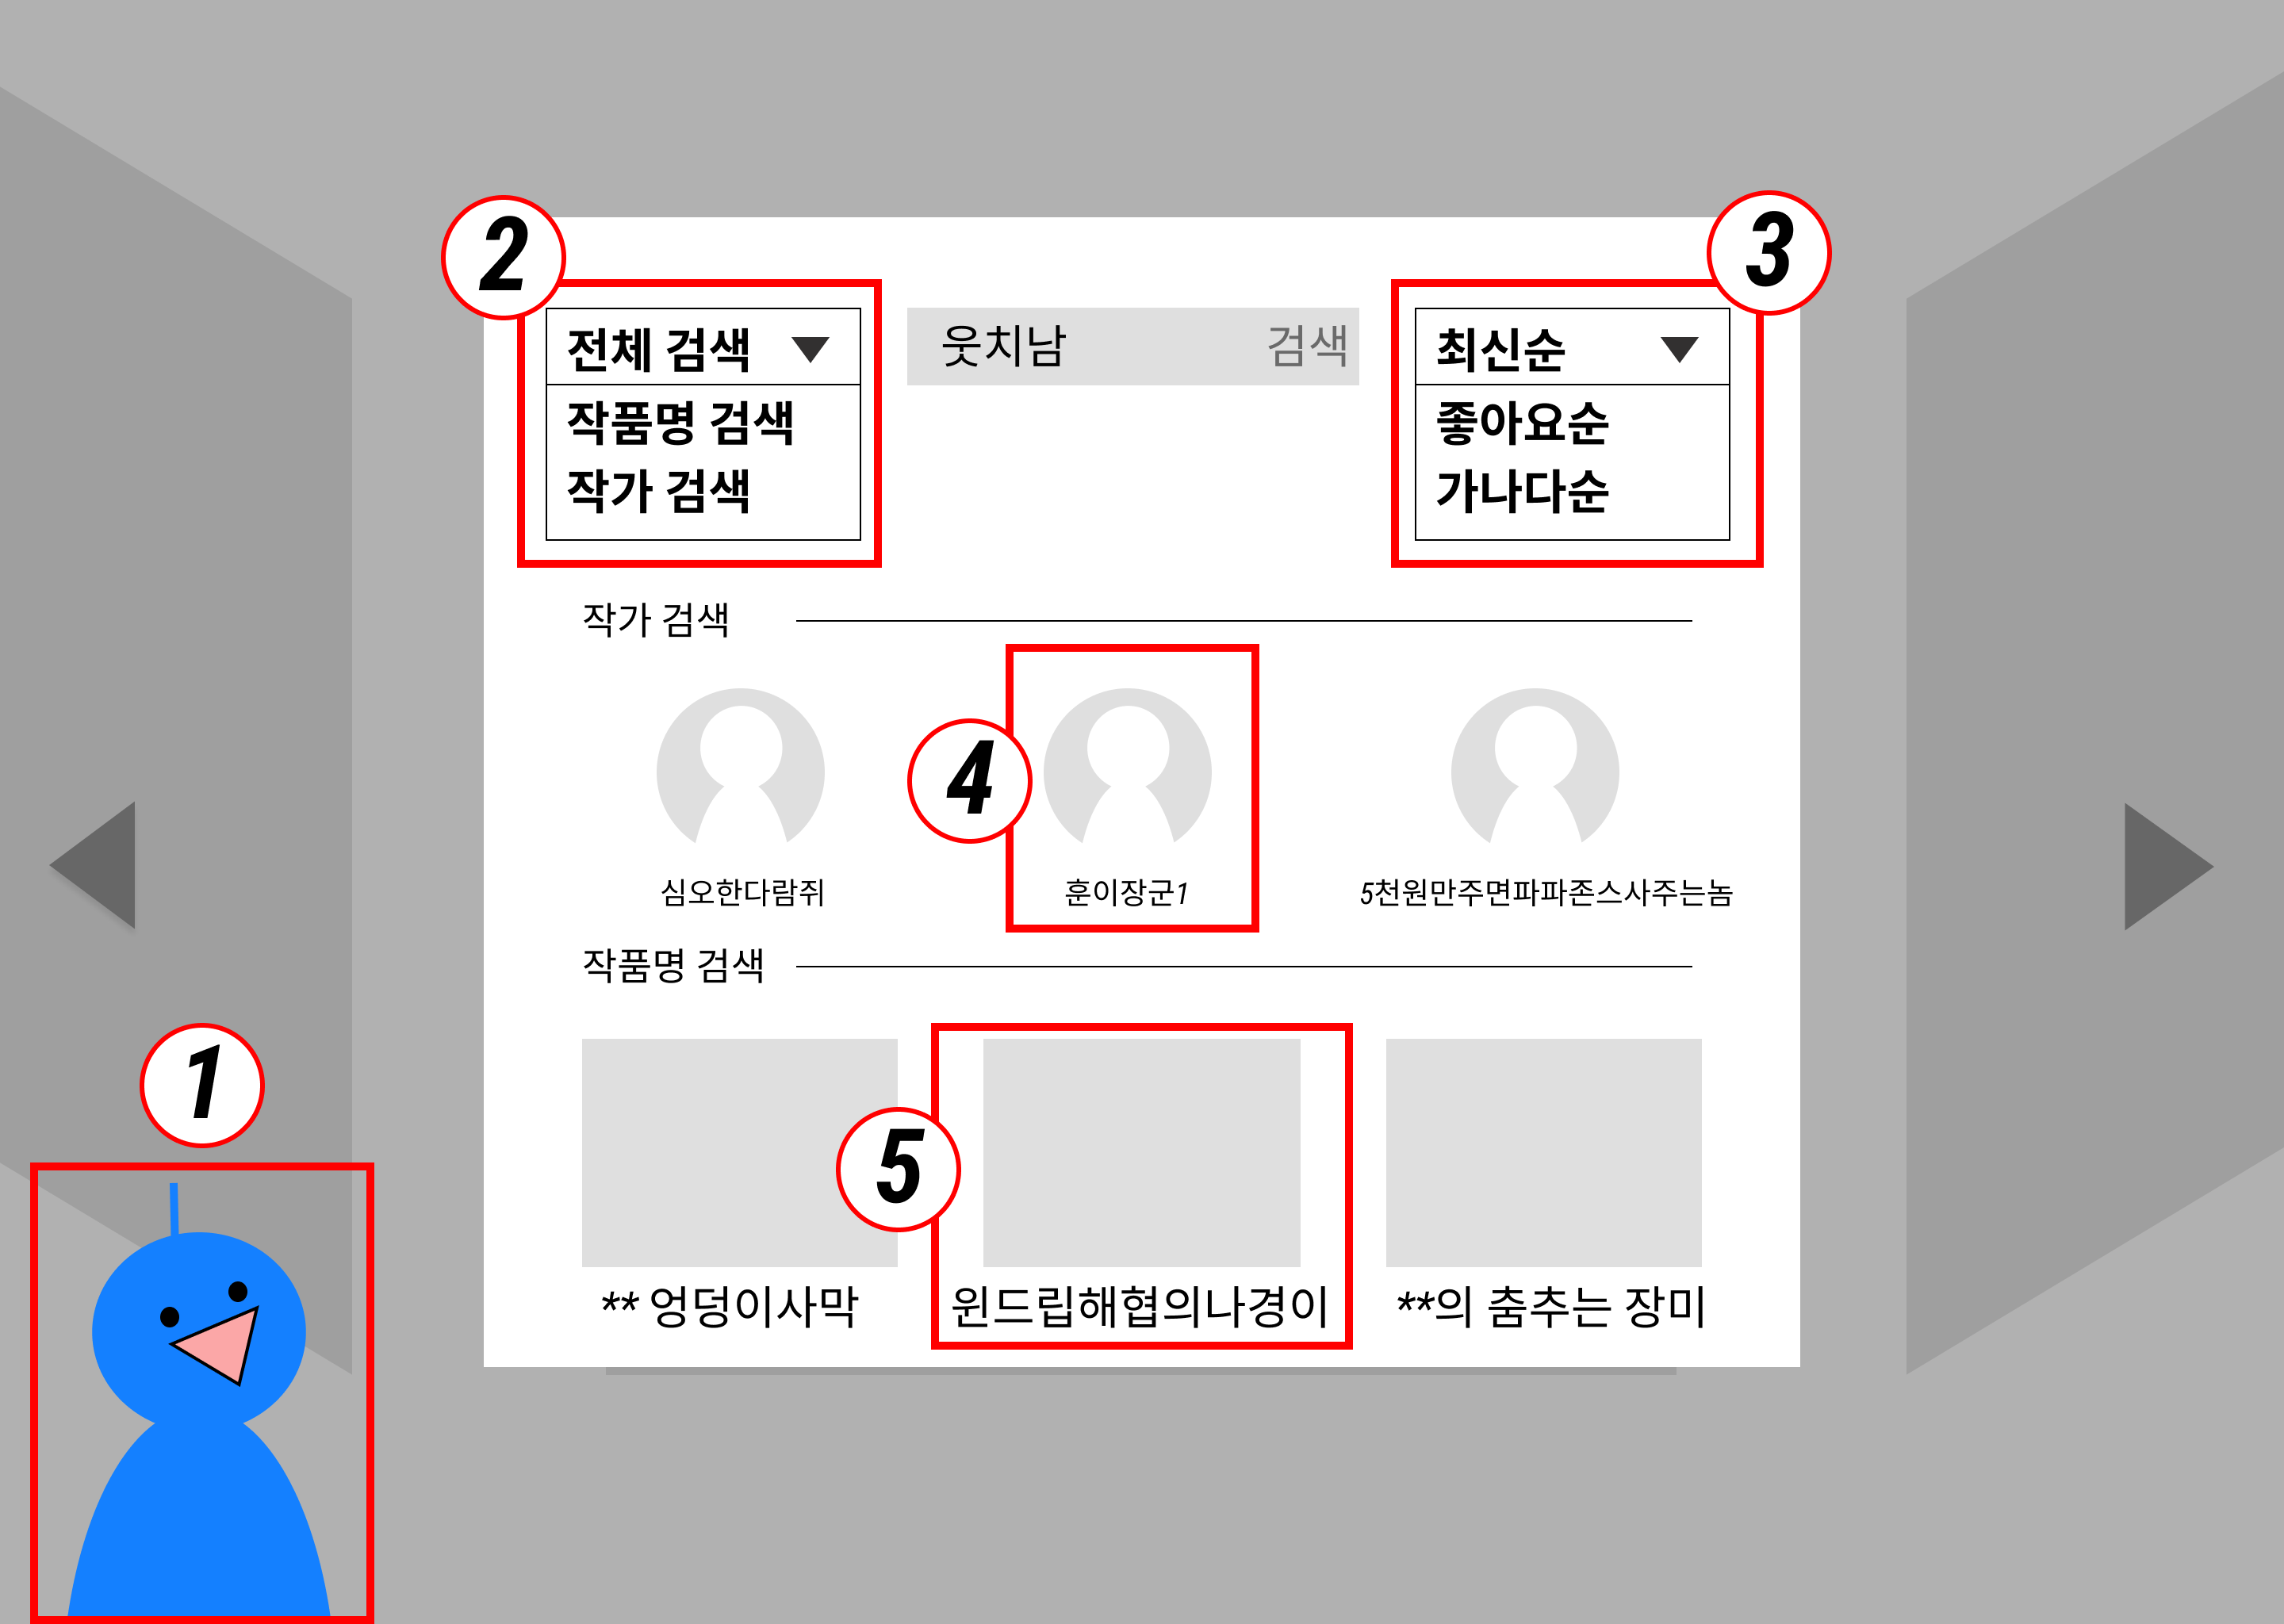 2
3
전체 검색
웃치남
검색
최신순
작품명 검색
작가 검색
좋아요순
가나다순
작가 검색
4
심오한다람쥐
흔이횽쿤1
5천원만주면파파존스사주는놈
작품명 검색
1
5
** 엉덩이사락
윈드립해협의나경이
**의 춤추는 장미